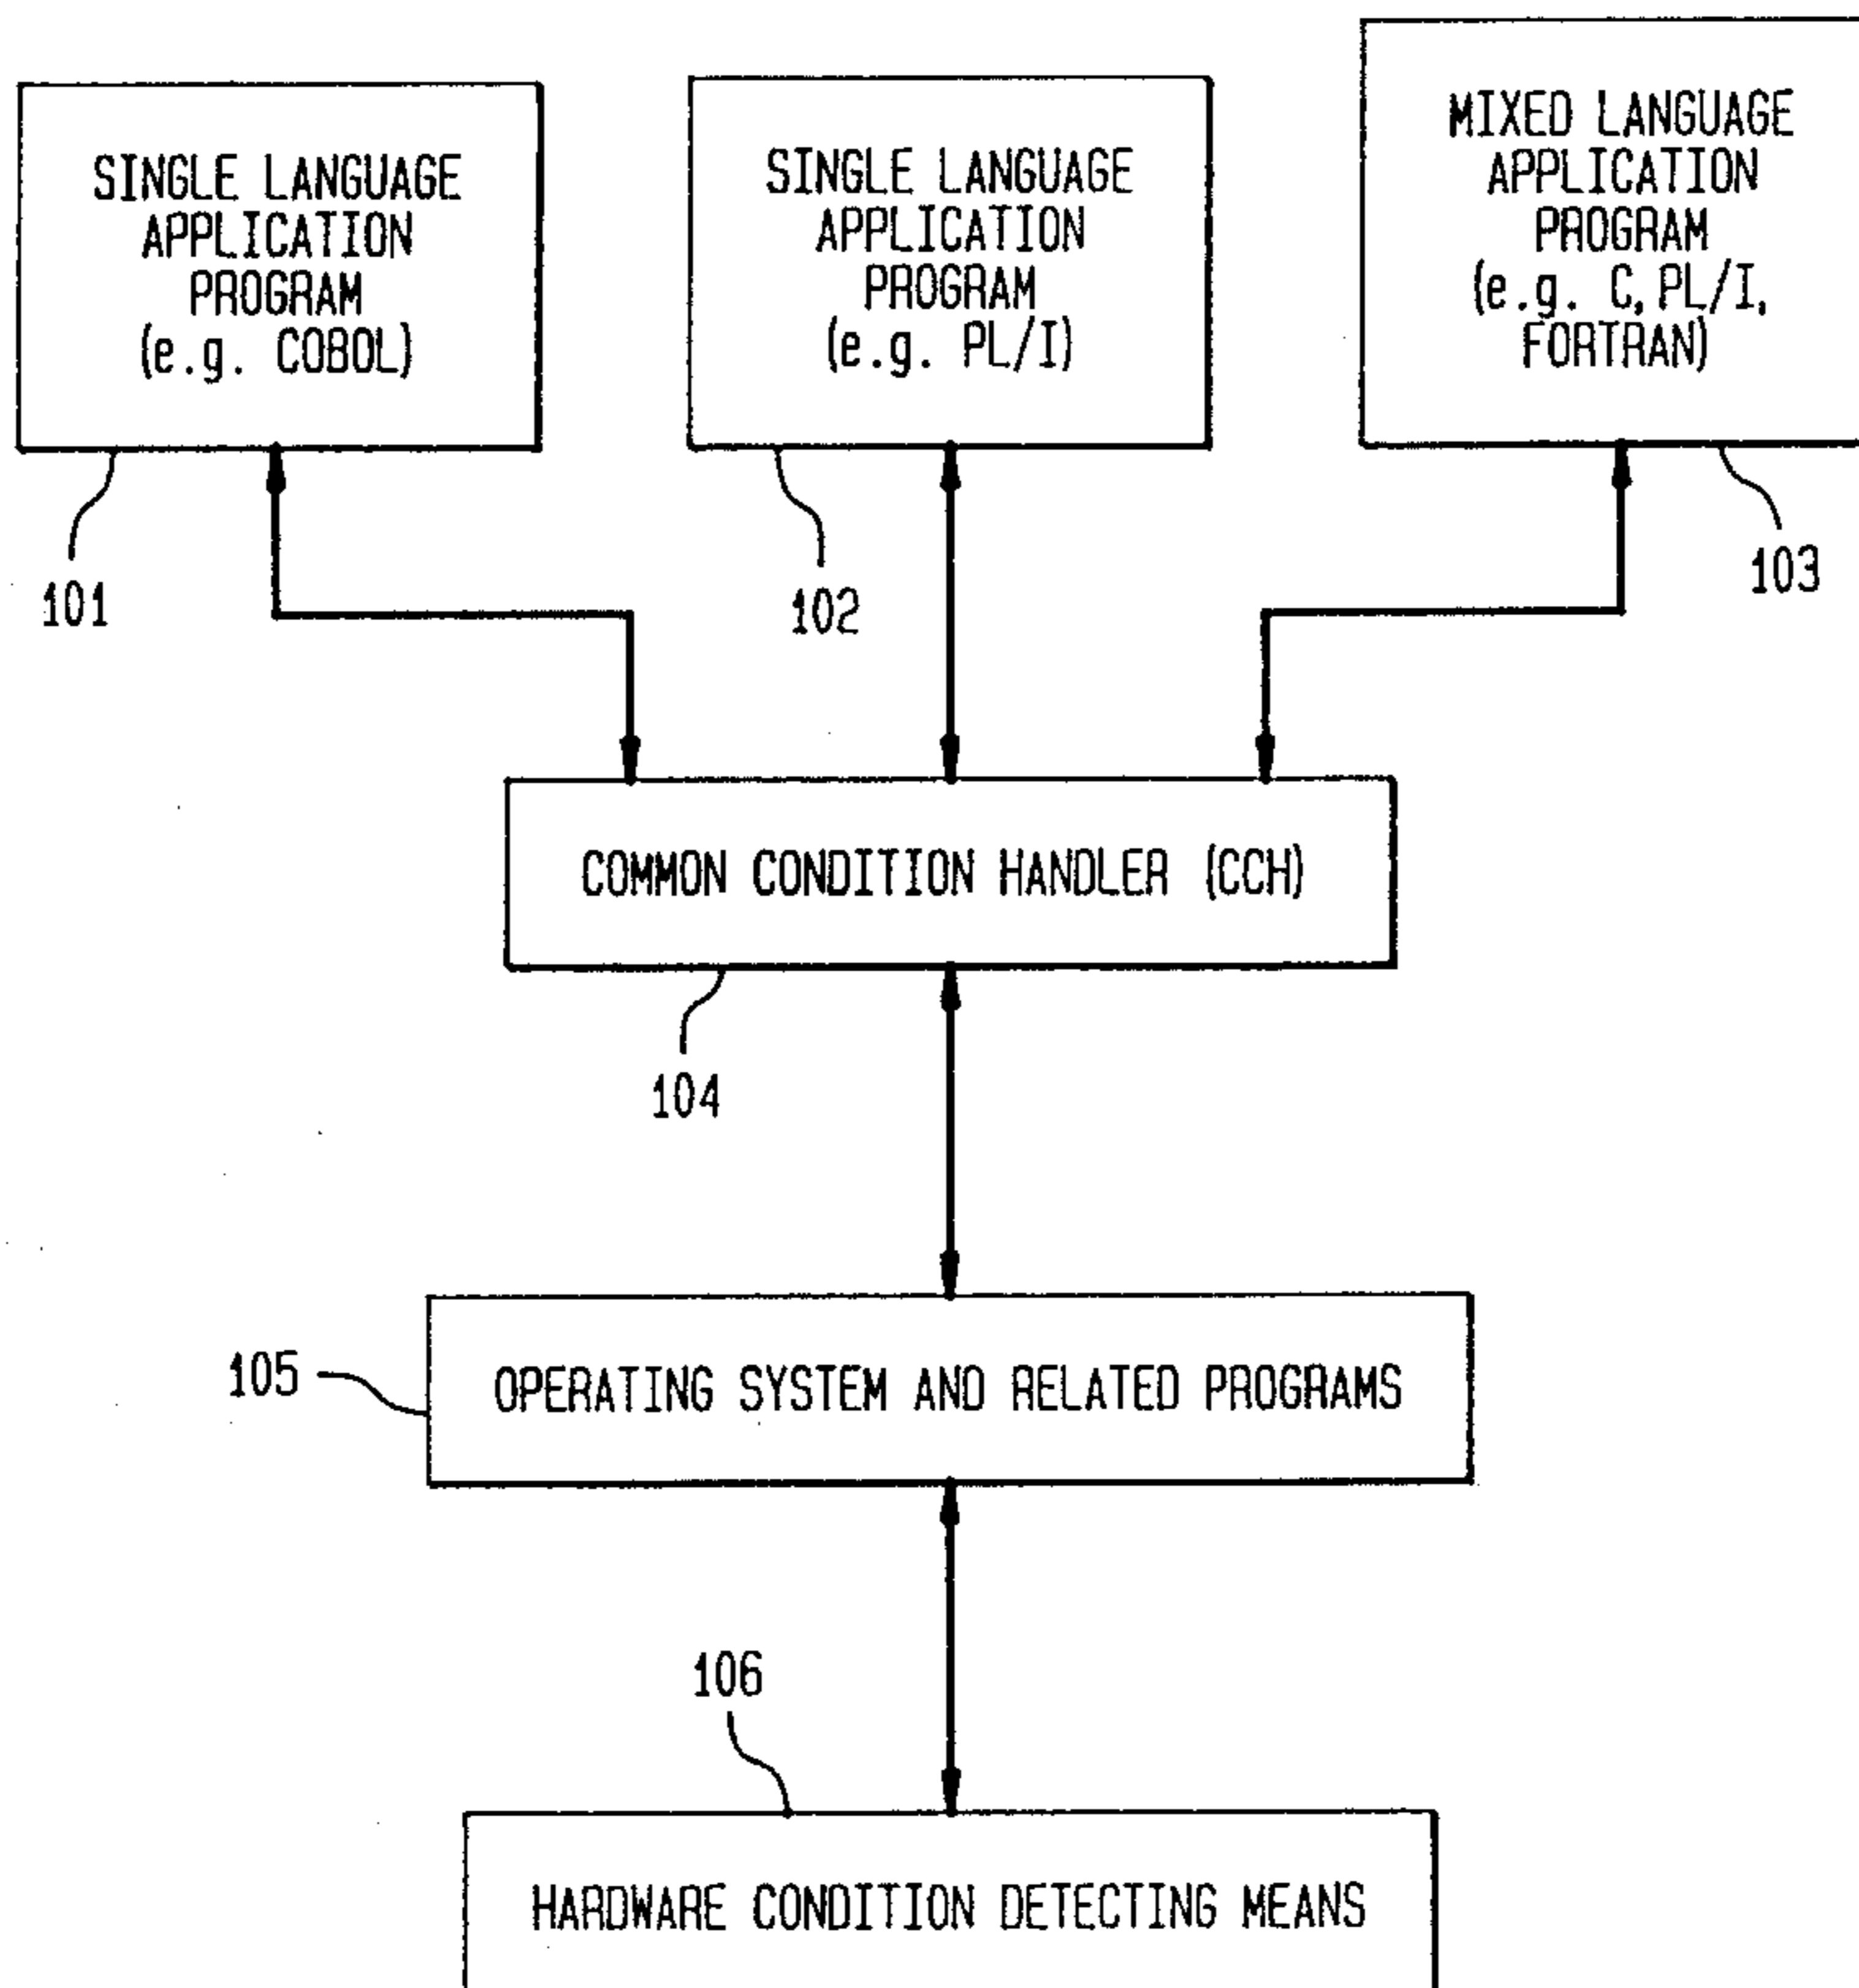 SINGLE LANGUAGE
APPLICATION
PROGRAM
(e.g. COBOL)
SINGLE LANGUAGE
APPLICATION
PROGRAM
(e.g. PL/I)
MIXED LANGUAGE
APPLICATION
PROGRAM
(e.g. C, PL/I,
FORTRAN)
101
102
103
COMMON CONDITION HANDLER (CCH)
104
105
OPERATING SYSTEM AND RELATED PROGRAMS
106
HARDWARE CONDITION DETECTING MEANS